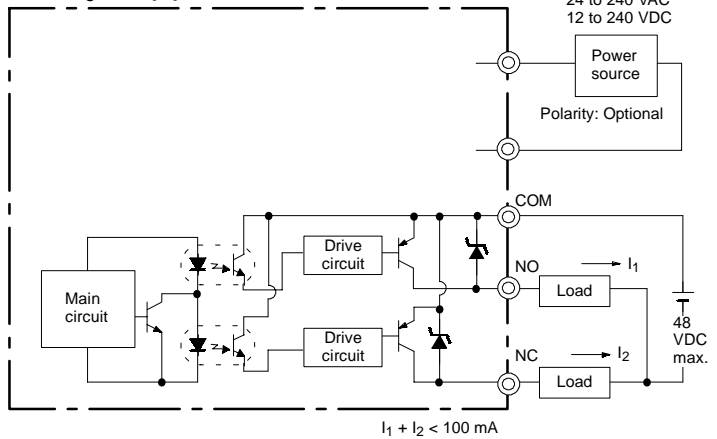 24 to 240 VAC
12 to 240 VDC
Power
source
Polarity: Optional
COM
Drive
circuit
NO
I1
Load
Main
circuit
48
VDC
max.
Drive
circuit
NC
I2
Load
I1 + I2 < 100 mA